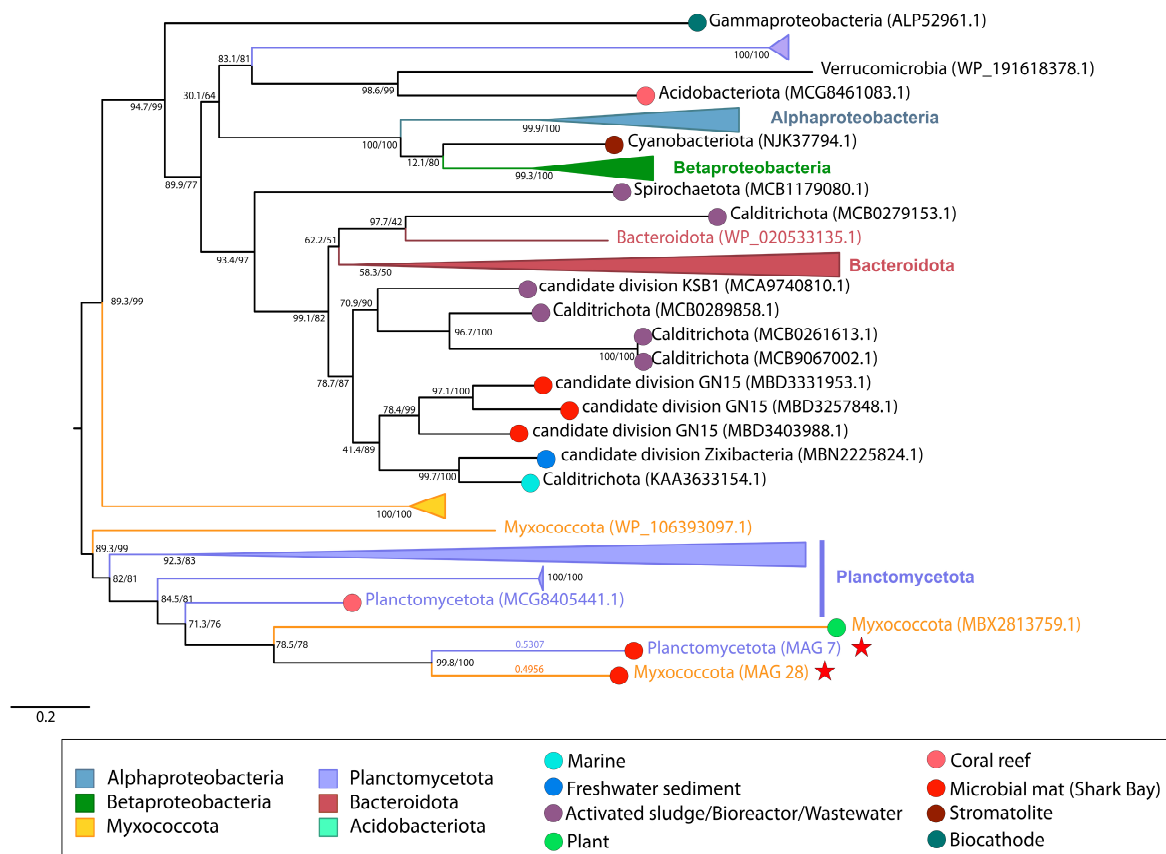 Gammaproteobacteria (ALP52961.1)
100/100
83.1/81
Verrucomicrobia (WP_191618378.1)
98.6/99
Acidobacteriota (MCG8461083.1)
30.1/64
94.7/99
Alphaproteobacteria
99.9/100
100/100
Cyanobacteriota (NJK37794.1)
12.1/80
Betaproteobacteria
99.3/100
89.9/77
Spirochaetota (MCB1179080.1)
Calditrichota (MCB0279153.1)
97.7/42
Bacteroidota (WP_020533135.1)
62.2/51
93.4/97
Bacteroidota
58.3/50
candidate division KSB1 (MCA9740810.1)
89.3/99
70.9/90
Calditrichota (MCB0289858.1)
99.1/82
96.7/100
Calditrichota (MCB0261613.1)
100/100
Calditrichota (MCB9067002.1)
78.7/87
candidate division GN15 (MBD3331953.1)
97.1/100
candidate division GN15 (MBD3257848.1)
78.4/99
candidate division GN15 (MBD3403988.1)
41.4/89
candidate division Zixibacteria (MBN2225824.1)
99.7/100
Calditrichota (KAA3633154.1)
100/100
Myxococcota (WP_106393097.1)
89.3/99
92.3/83
Planctomycetota
82/81
100/100
84.5/81
Planctomycetota (MCG8405441.1)
71.3/76
Myxococcota (MBX2813759.1)
78.5/78
0.5307
Planctomycetota (MAG 7)
99.8/100
0.4956
Myxococcota (MAG 28)
0.2
Alphaproteobacteria
Betaproteobacteria
Myxococcota
Planctomycetota
Bacteroidota
Acidobacteriota
Marine
Freshwater sediment
Activated sludge/Bioreactor/Wastewater
Plant
Coral reef
Microbial mat (Shark Bay)
Stromatolite
Biocathode